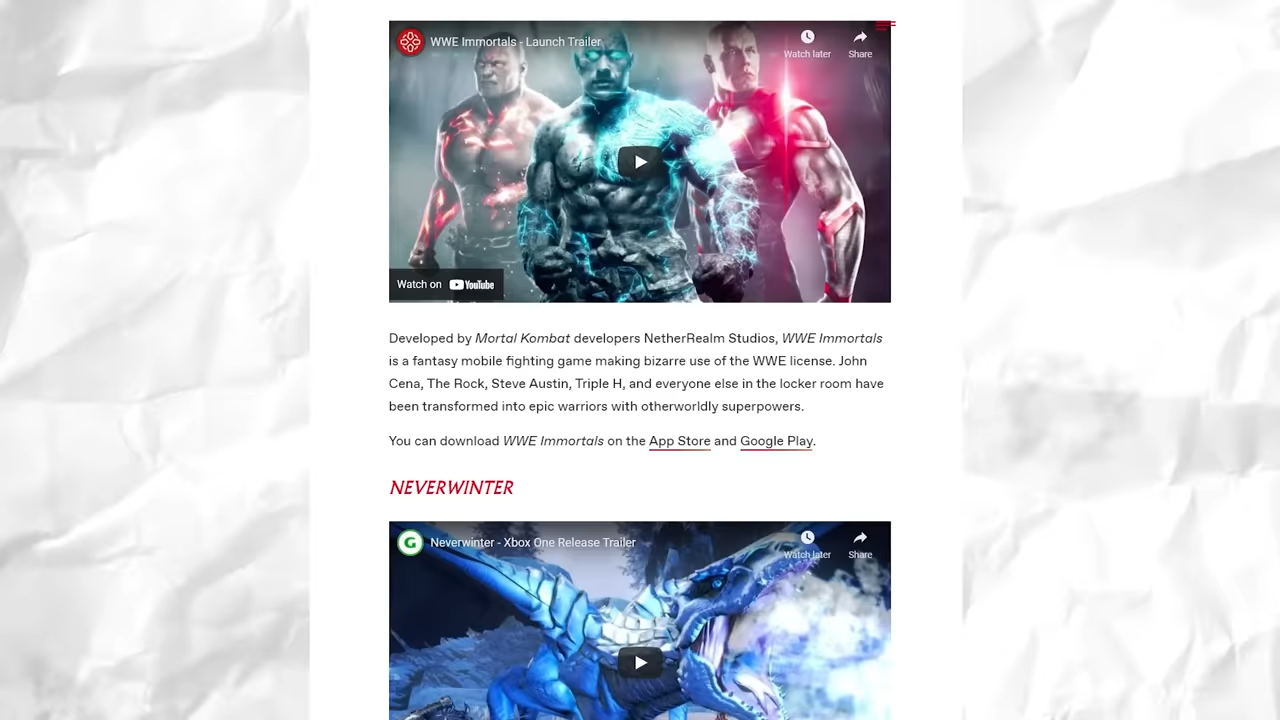 WWE Immortals - Launch Trailer
Watch later
Share
Watch on YouTube
Developed by Mortal Kombat developers NetherRealm Studios, WWE Immortals
is a fantasy mobile fighting game making bizarre use of the WWE license. John
Cena, The Rock, Steve Austin, Triple H, and everyone else in the locker room have
been transformed into epic warriors with otherworldly superpowers.
You can download WWE Immortals on the App Store and Google Play.
NEVERWINTER
G
Neverwinter - Xbox One Release Trailer
Watch later
Share